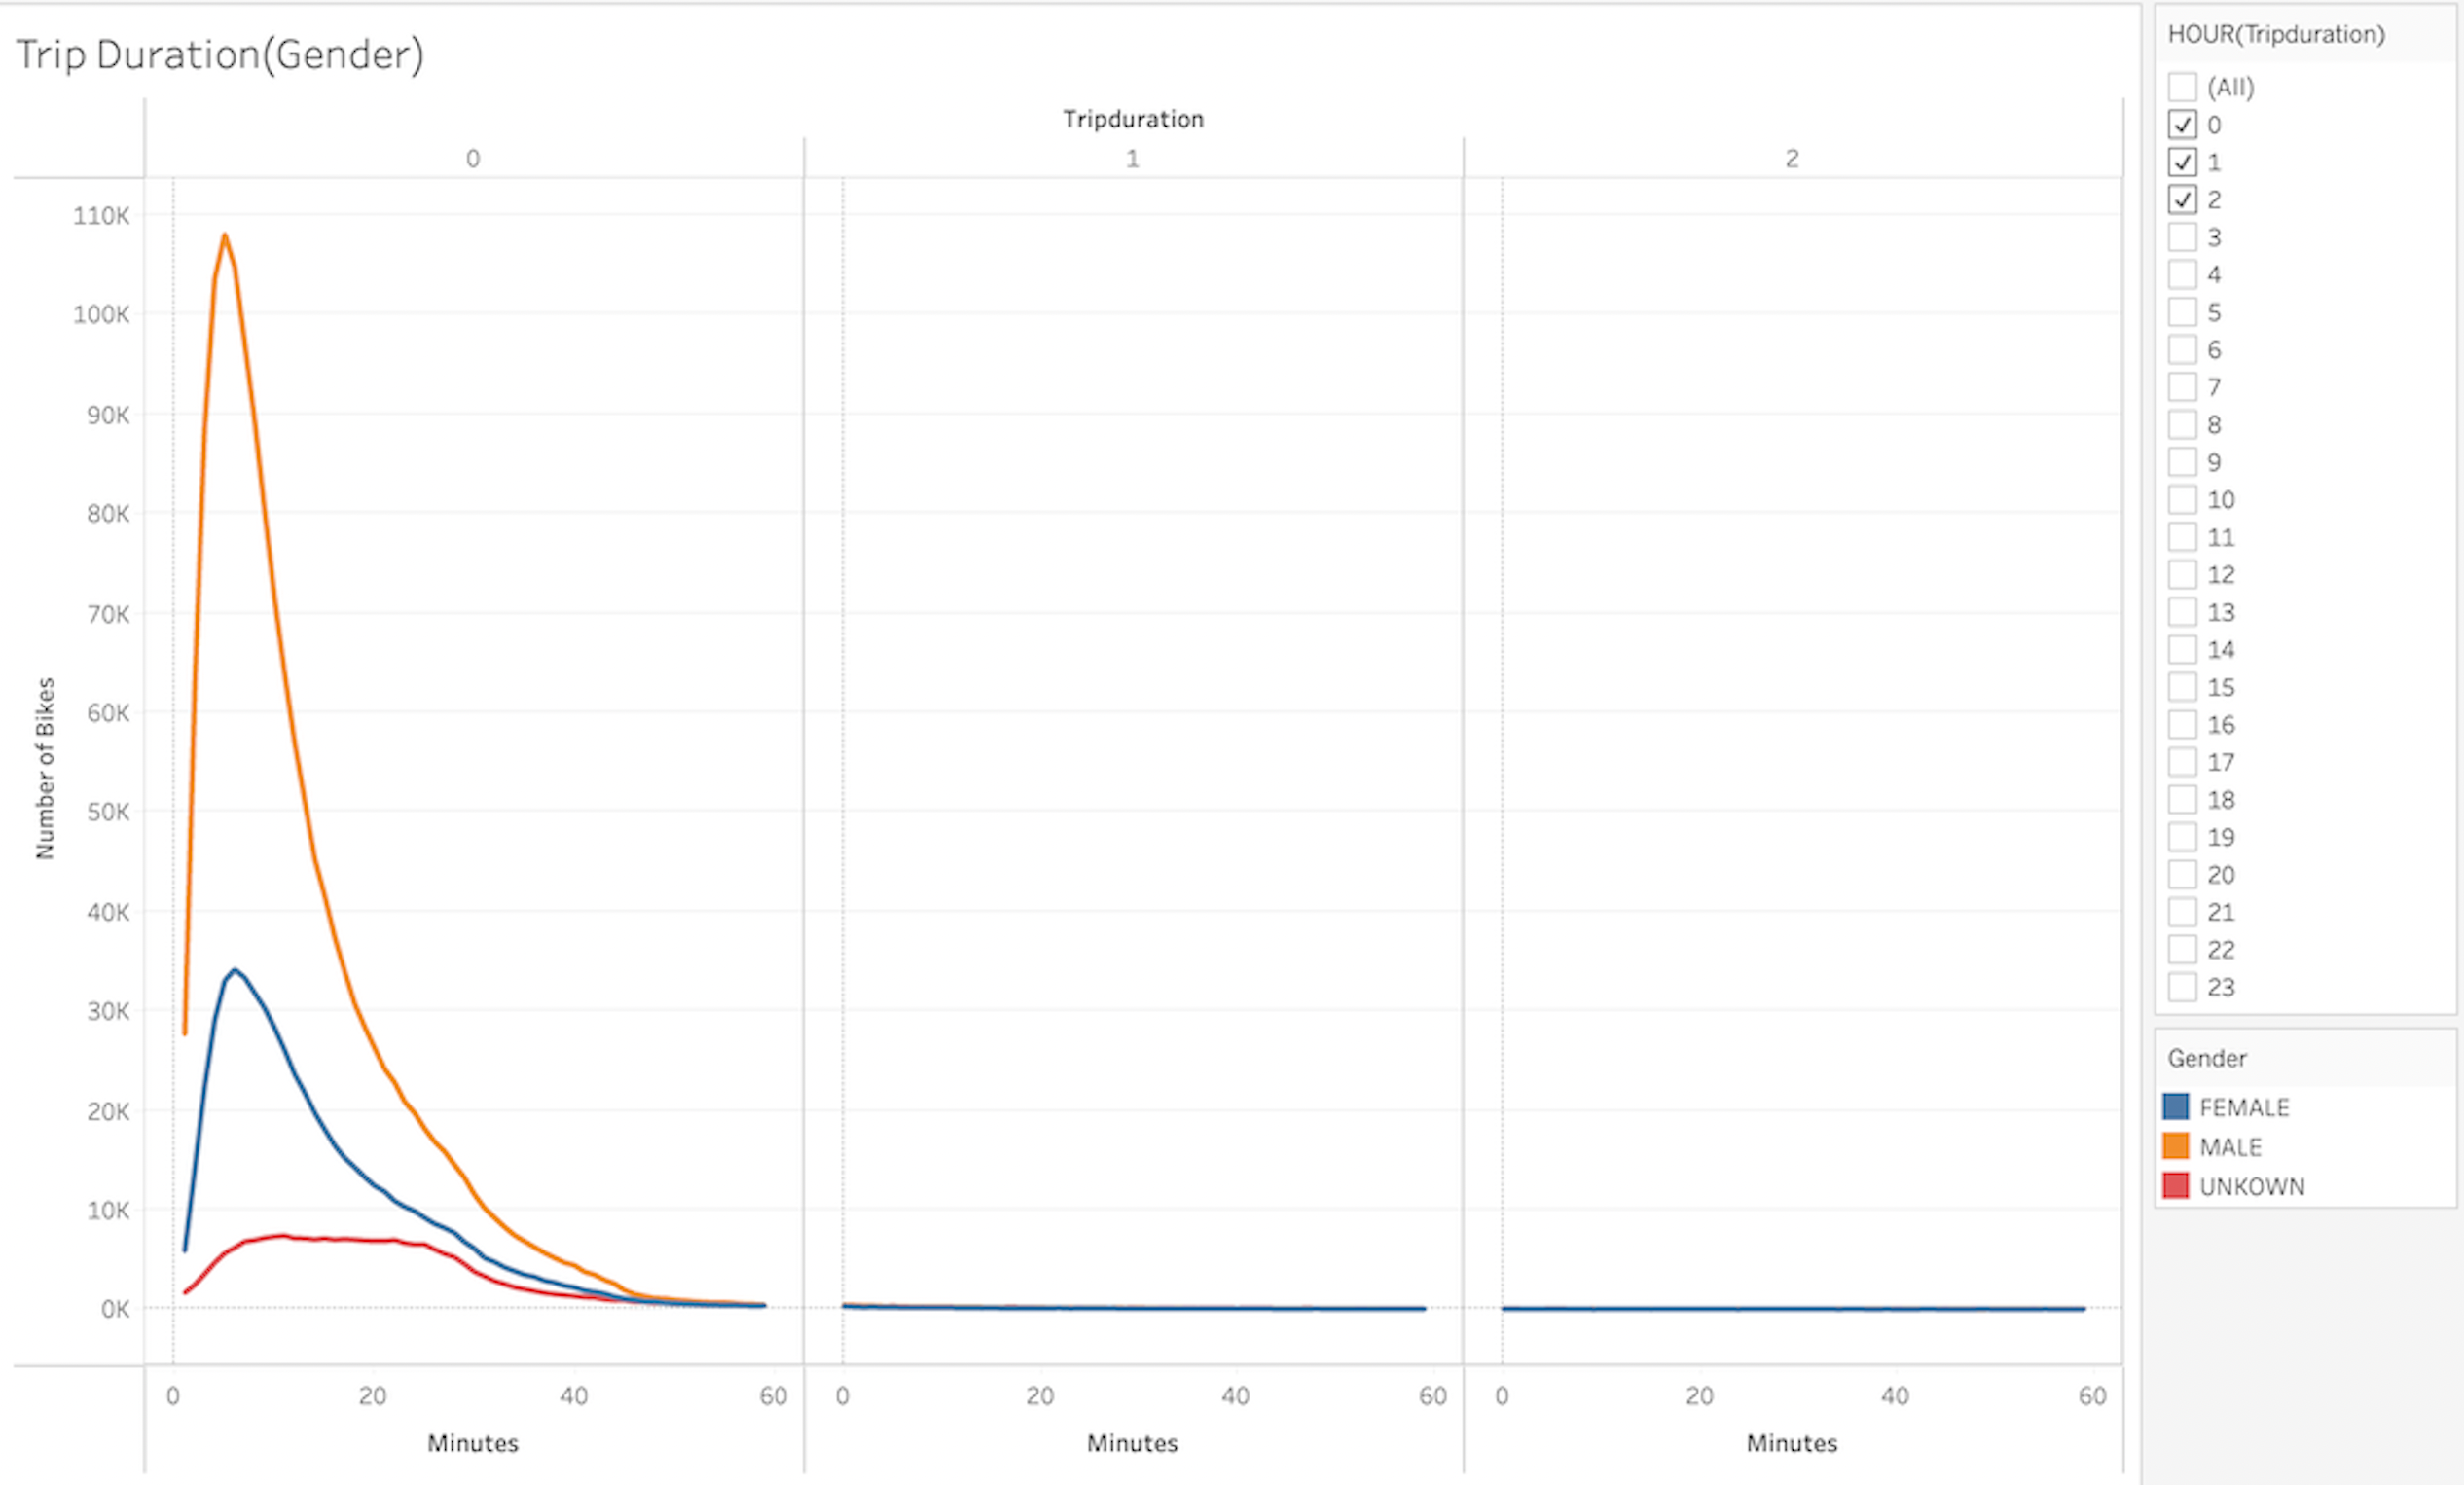 Trip Duration(Gender)
Tripduration
0 1 2
110K
100K
90K
80K
70K
60K
50K
40K
30K
20K
10K
0K
Number of Bikes
0 20 40 60 0 20 40 60 0 20 40 60
Minutes Minutes Minutes
HOUR(Tripduration)
(All)
0
1
2
3
4
5
6
7
8
9
10
11
12
13
14
15
16
17
18
19
20
21
22
23
Gender
FEMALE
MALE
UNKOWN